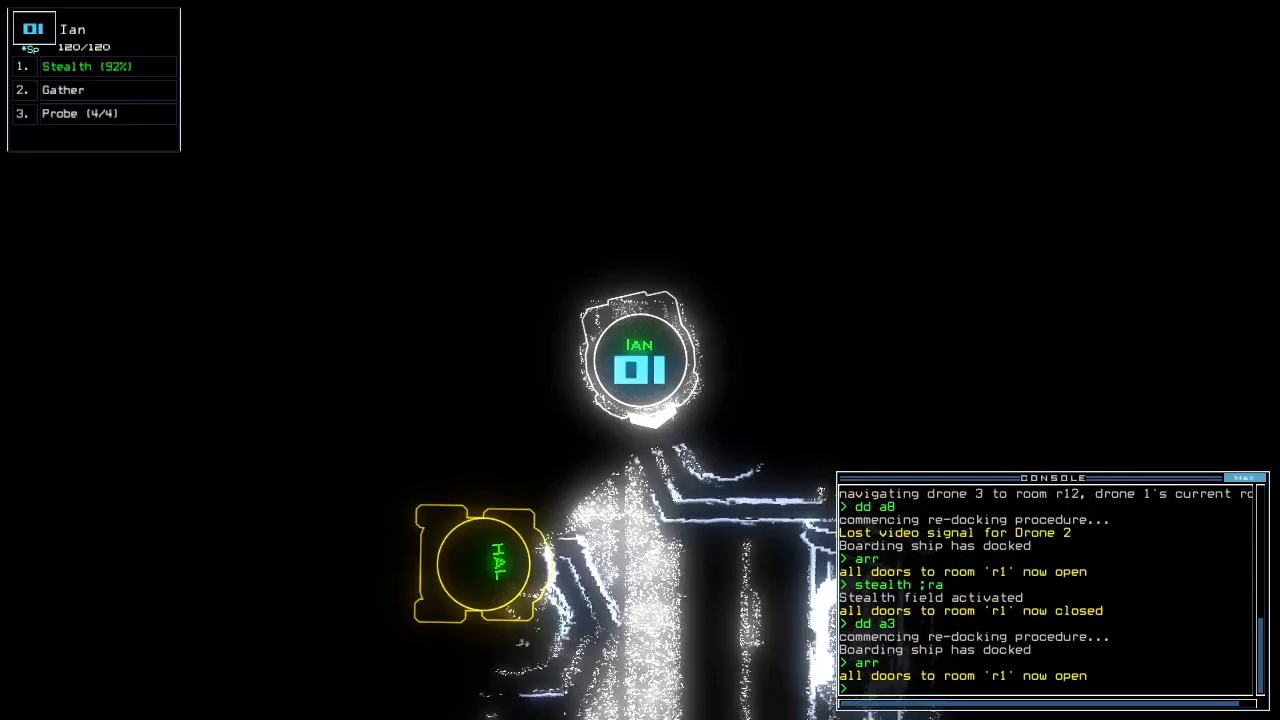 01 Ian
*Sp 120/120
1. Stealth (92%)
2. Gather
3. Probe (4/4)
IAN
01
HAL
CONSOLE
MAX
navigating drone 3 to room r12, drone 1's current ro
> dd a8
commencing re-docking procedure...
Lost video signal for Drone 2
Boarding ship has docked
> arr
all doors to room 'r1' now open
> stealth ;ra
Stealth field activated
all doors to room 'r1' now closed
> dd a3
commencing re-docking procedure...
Boarding ship has docked
> arr
all doors to room 'r1' now open
>